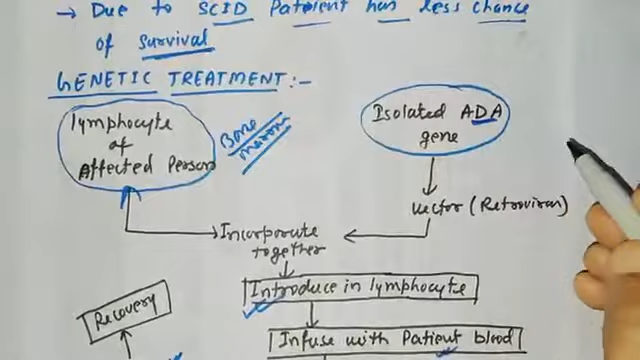 → Due to SCID Pateient has less chance
of survival
GENETIC TREATMENT:-
lymphocyte
of
Affected Person
Bone
marrow
Isolated ADA
gene
Vector (Retrovirus)
Incorporate
together
Introduce in lymphocyte
Recovery
Infuse with Patient blood